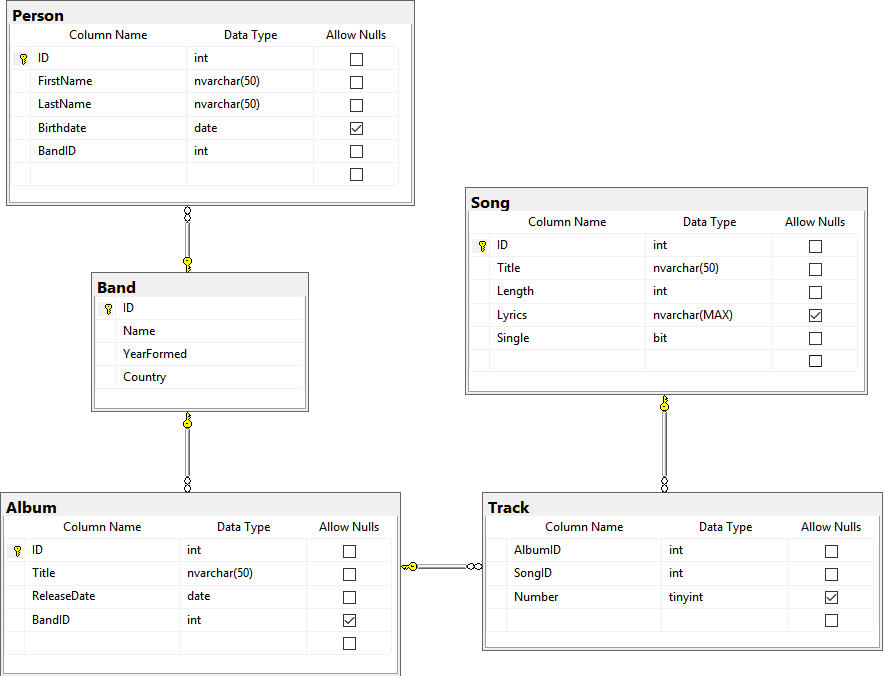 Person
Column Name Data Type Allow Nulls
ID int
FirstName nvarchar(50)
LastName nvarchar(50)
Birthdate date
BandID int
Song
Column Name Data Type Allow Nulls
ID int
Title nvarchar(50)
Length int
Lyrics nvarchar(MAX)
Single bit
Band
ID
Name
YearFormed
Country
Album
Column Name Data Type Allow Nulls
ID int
Title nvarchar(50)
ReleaseDate date
BandID int
Track
Column Name Data Type Allow Nulls
AlbumID int
SongID int
Number tinyint